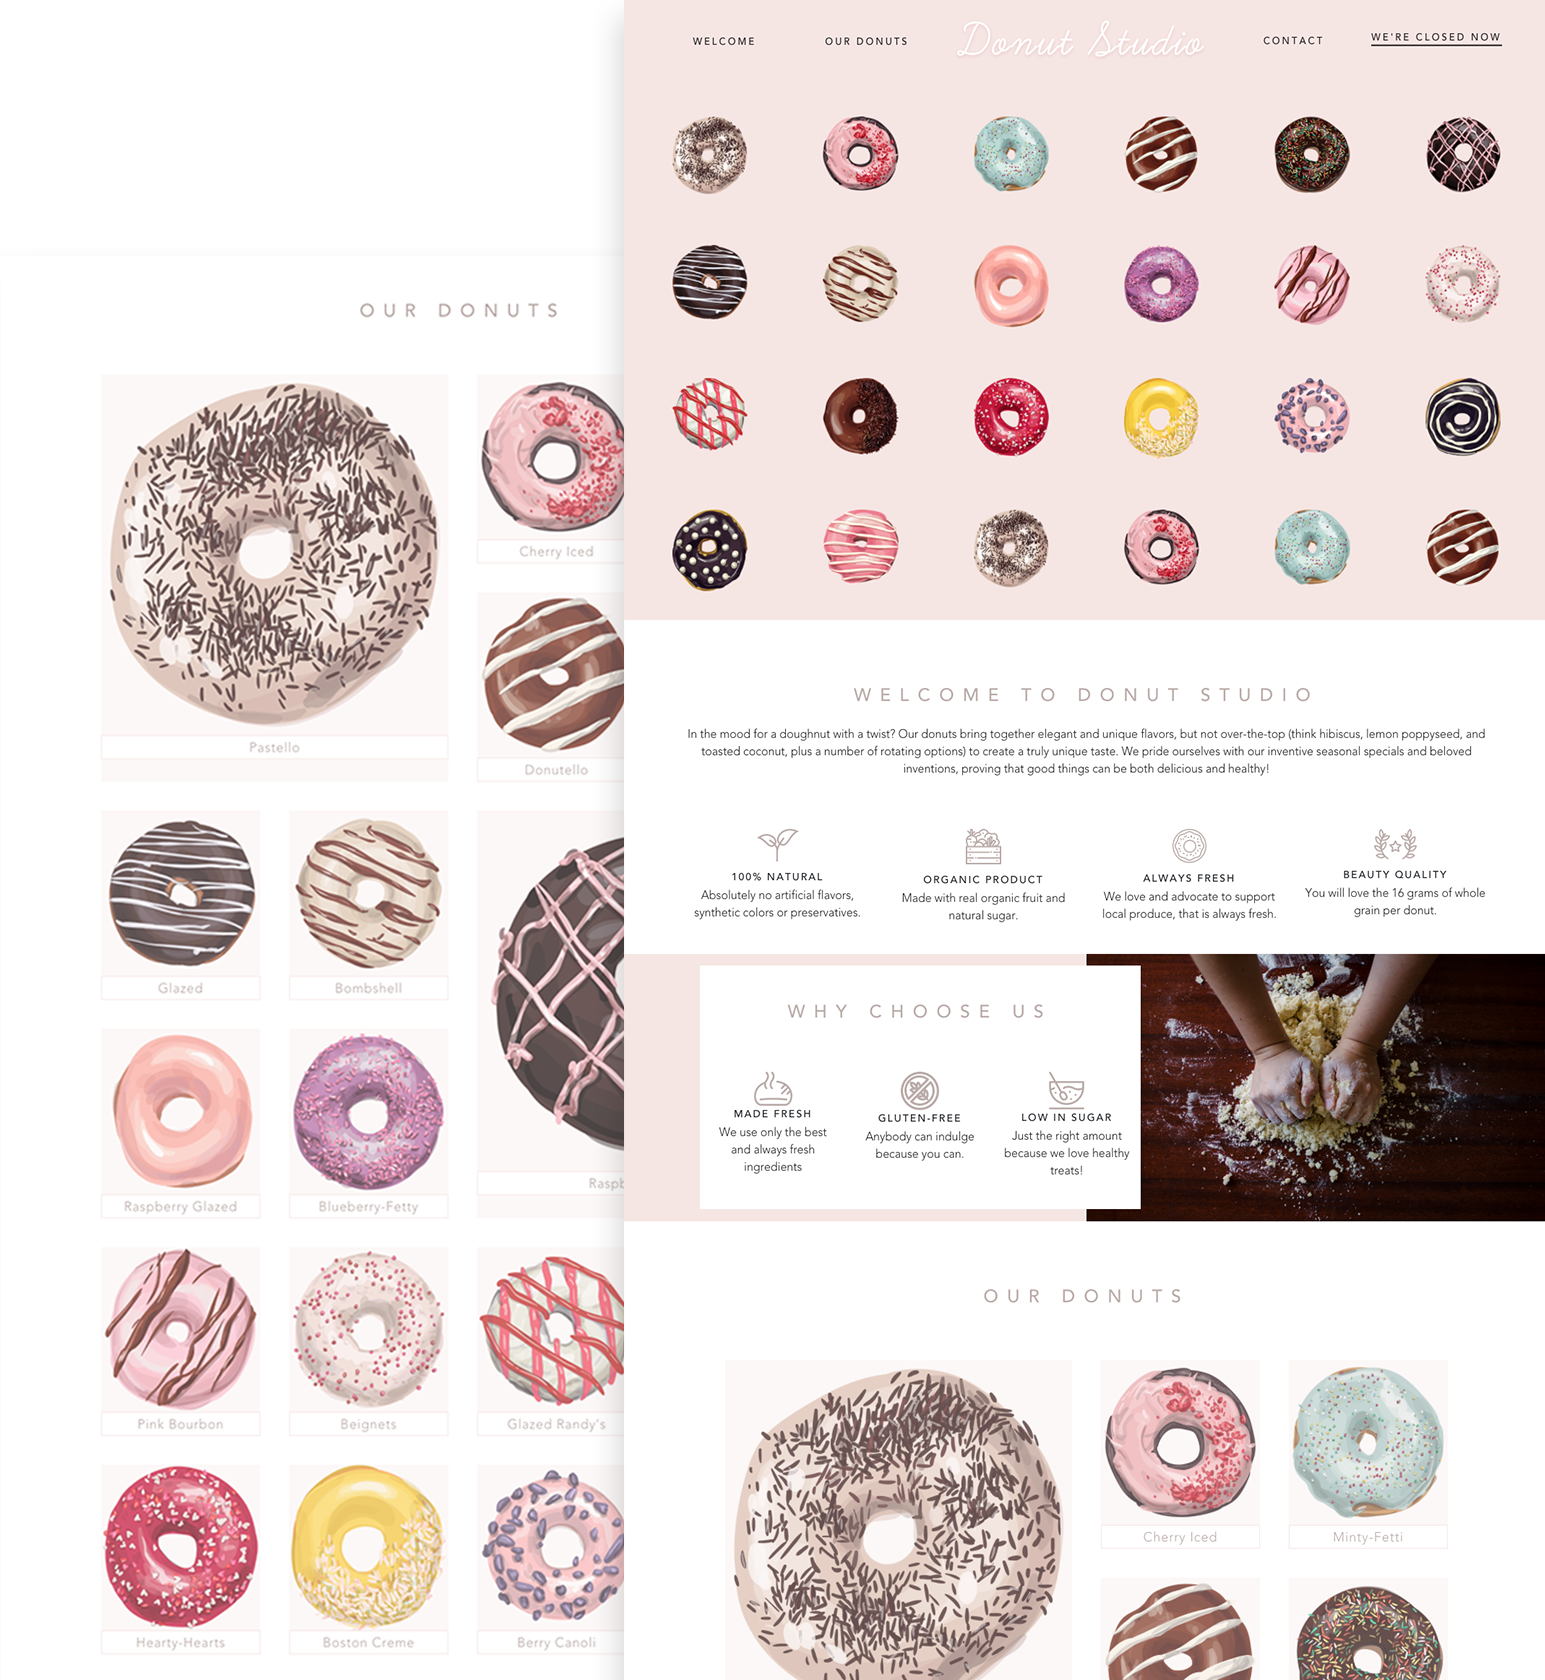 OUR DONUTS
Cherry Iced
Pastello
Donutello
Glazed
Bombshell
Raspberry Glazed
Blueberry-Fetty
Pink Bourbon
Beignets
Glazed Randy's
Hearty-Hearts
Boston Creme
Berry Canoli
WELCOME
OUR DONUTS
Donut Studio
CONTACT
WE'RE CLOSED NOW
WELCOME TO DONUT STUDIO
In the mood for a doughnut with a twist? Our donuts bring together elegant and unique flavors, but not over-the-top (think hibiscus, lemon poppyseed, and
toasted coconut, plus a number of rotating options) to create a truly unique taste. We pride ourselves with our inventive seasonal specials and beloved
inventions, proving that good things can be both delicious and healthy!
100% NATURAL
Absolutely no artificial flavors,
synthetic colors or preservatives.
ORGANIC PRODUCT
Made with real organic fruit and
natural sugar.
ALWAYS FRESH
We love and advocate to support
local produce, that is always fresh.
BEAUTY QUALITY
You will love the 16 grams of whole
grain per donut.
WHY CHOOSE US
MADE FRESH
We use only the best
and always fresh
ingredients
GLUTEN-FREE
Anybody can indulge
because you can.
LOW IN SUGAR
Just the right amount
because we love healthy
treats!
OUR DONUTS
Cherry Iced
Minty-Fetti